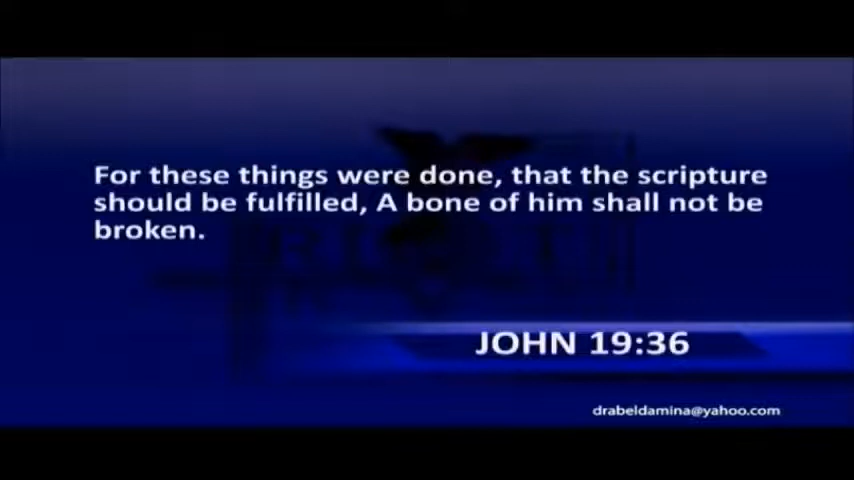 For these things were done, that the scripture
should be fulfilled, A bone of him shall not be
broken.
JOHN 19:36
drabeldamina@yahoo.com